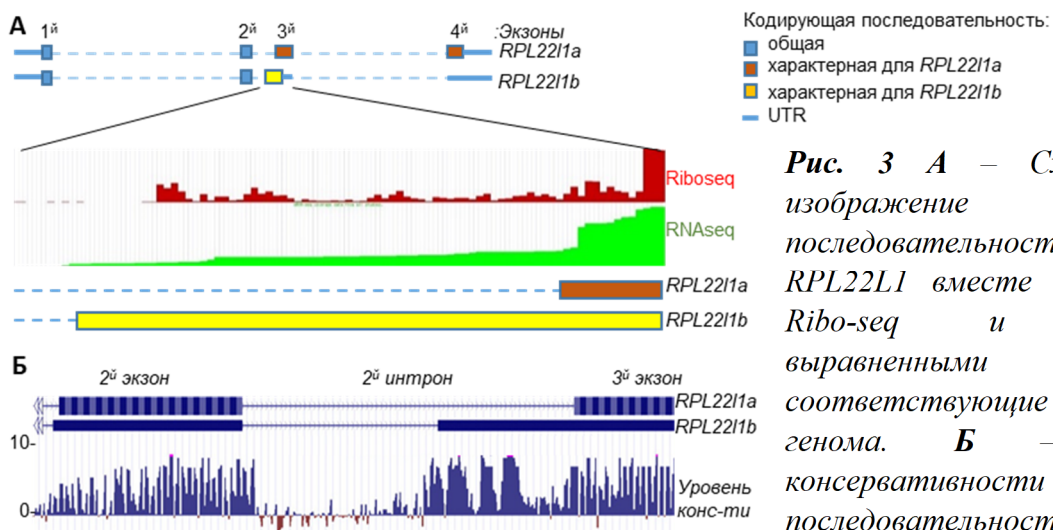 А
1й 2й 3й 4й :Экзоны
RPL22l1a
RPL22l1b
Riboseq
RNAseq
RPL22l1a
RPL22l1b
Б
2й экзон 2й интрон 3й экзон
RPL22l1a
RPL22l1b
10-
0-
Уровень
конс-ти
Кодирующая последовательность:
общая
характерная для RPL22l1a
характерная для RPL22l1b
UTR
Рис. 3 А –
изображение
последовательност
RPL22L1 вместе
Ribo-seq и
выравненными
соответствующие
генома. Б –
консервативности
последовательност